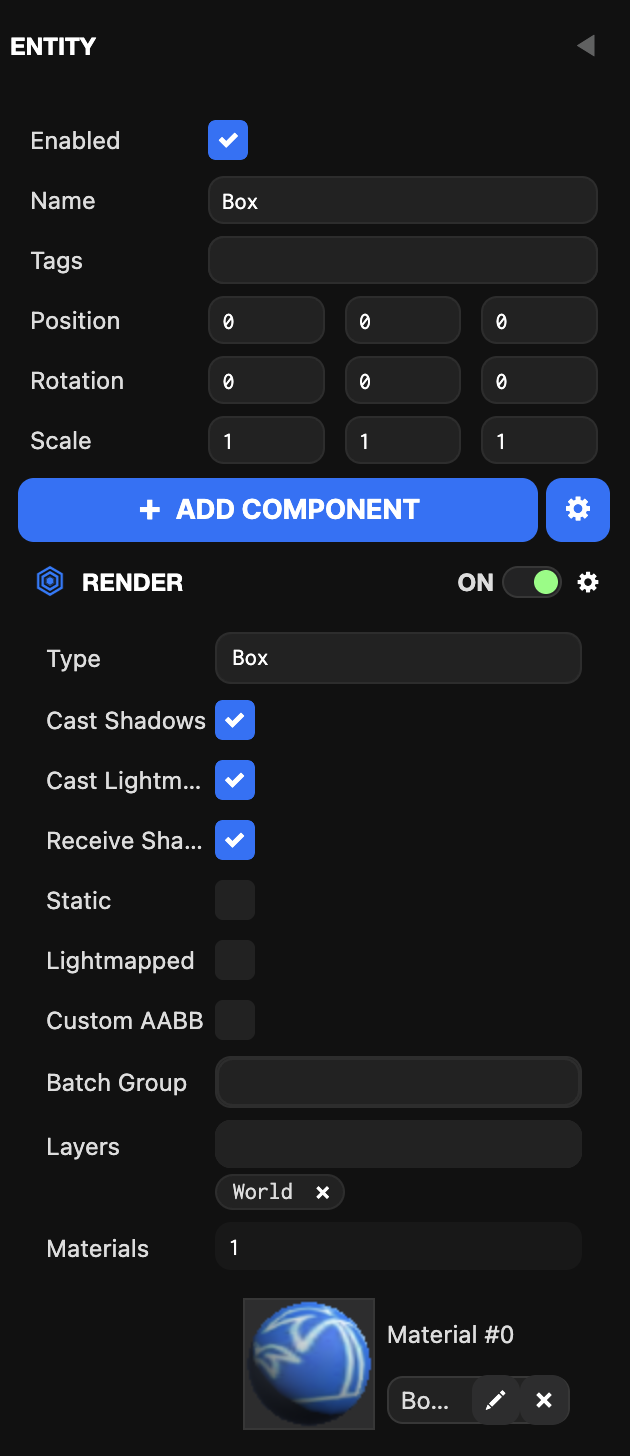 ENTITY
Enabled
Name Box
Tags
Position 0 0 0
Rotation 0 0 0
Scale 1 1 1
+ ADD COMPONENT
RENDER ON
Type Box
Cast Shadows
Cast Lightm...
Receive Sha...
Static
Lightmapped
Custom AABB
Batch Group
Layers
World
Materials 1
Material #0
Bo...